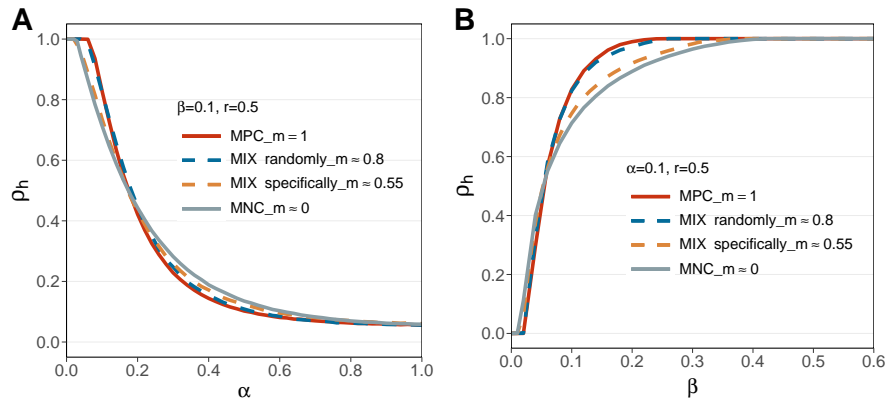 A
1.0
0.8
0.6
0.4
0.2
0.0
ρh
β=0.1, r=0.5
MPC_m = 1
MIX randomly_m ≈ 0.8
MIX specifically_m ≈ 0.55
MNC_m ≈ 0
0.0 0.2 0.4 0.6 0.8 1.0
α
B
1.0
0.8
0.6
0.4
0.2
0.0
ρh
α=0.1, r=0.5
MPC_m = 1
MIX randomly_m ≈ 0.8
MIX specifically_m ≈ 0.55
MNC_m ≈ 0
0.0 0.1 0.2 0.3 0.4 0.5 0.6
β